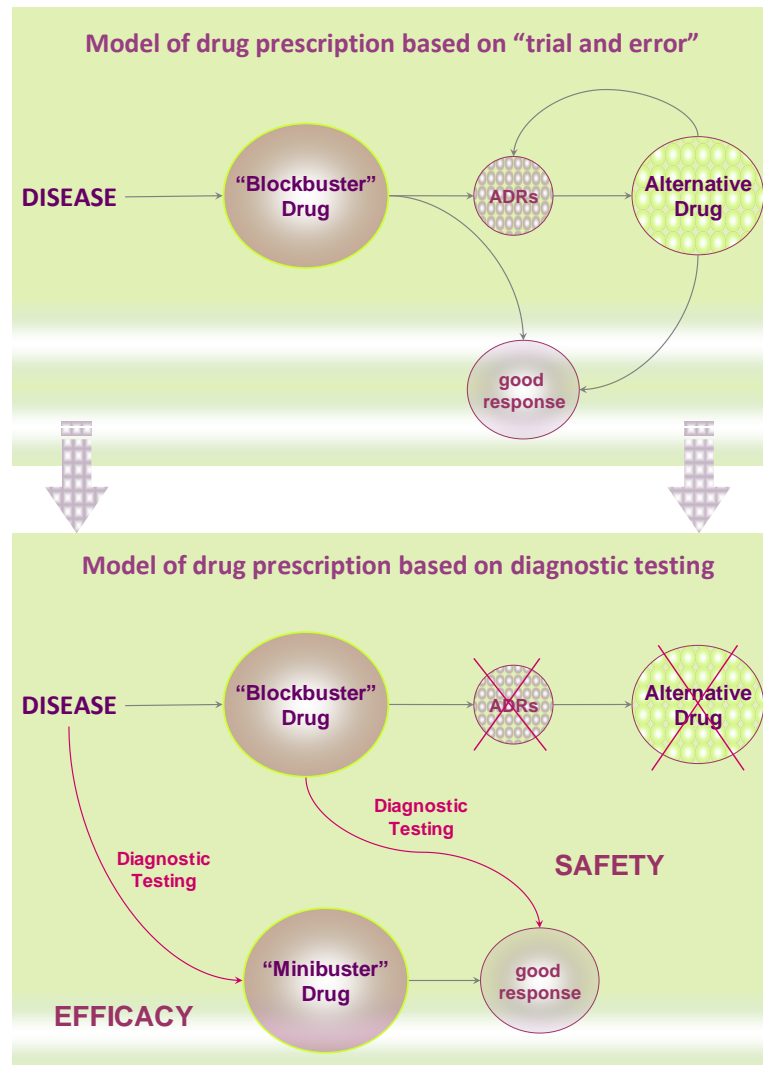 Model of drug prescription based on “trial and error”
“Blockbuster”
Drug
ADRs
Alternative
Drug
DISEASE
good
response
Model of drug prescription based on diagnostic testing
“Blockbuster”
Drug
ADRs
Alternative
Drug
DISEASE
Diagnostic
Testing
Diagnostic
Testing
SAFETY
“Minibuster”
Drug
good
response
EFFICACY